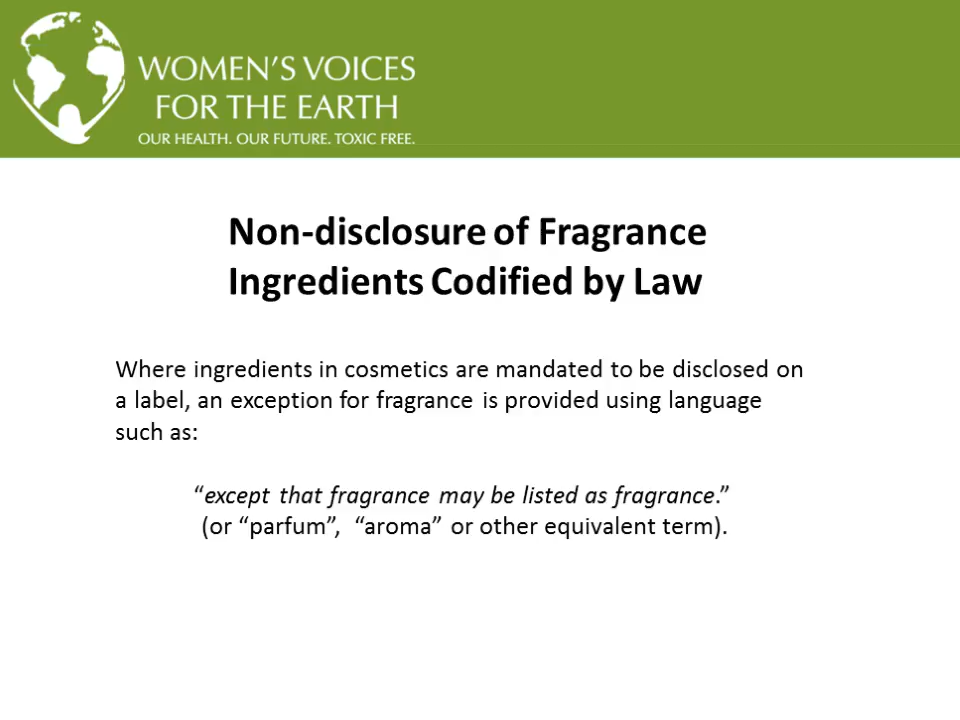 WOMEN'S VOICES
FOR THE EARTH
OUR HEALTH. OUR FUTURE. TOXIC FREE.
Non-disclosure of Fragrance
Ingredients Codified by Law
Where ingredients in cosmetics are mandated to be disclosed on
a label, an exception for fragrance is provided using language
such as:
“except that fragrance may be listed as fragrance.”
(or “parfum”, “aroma” or other equivalent term).